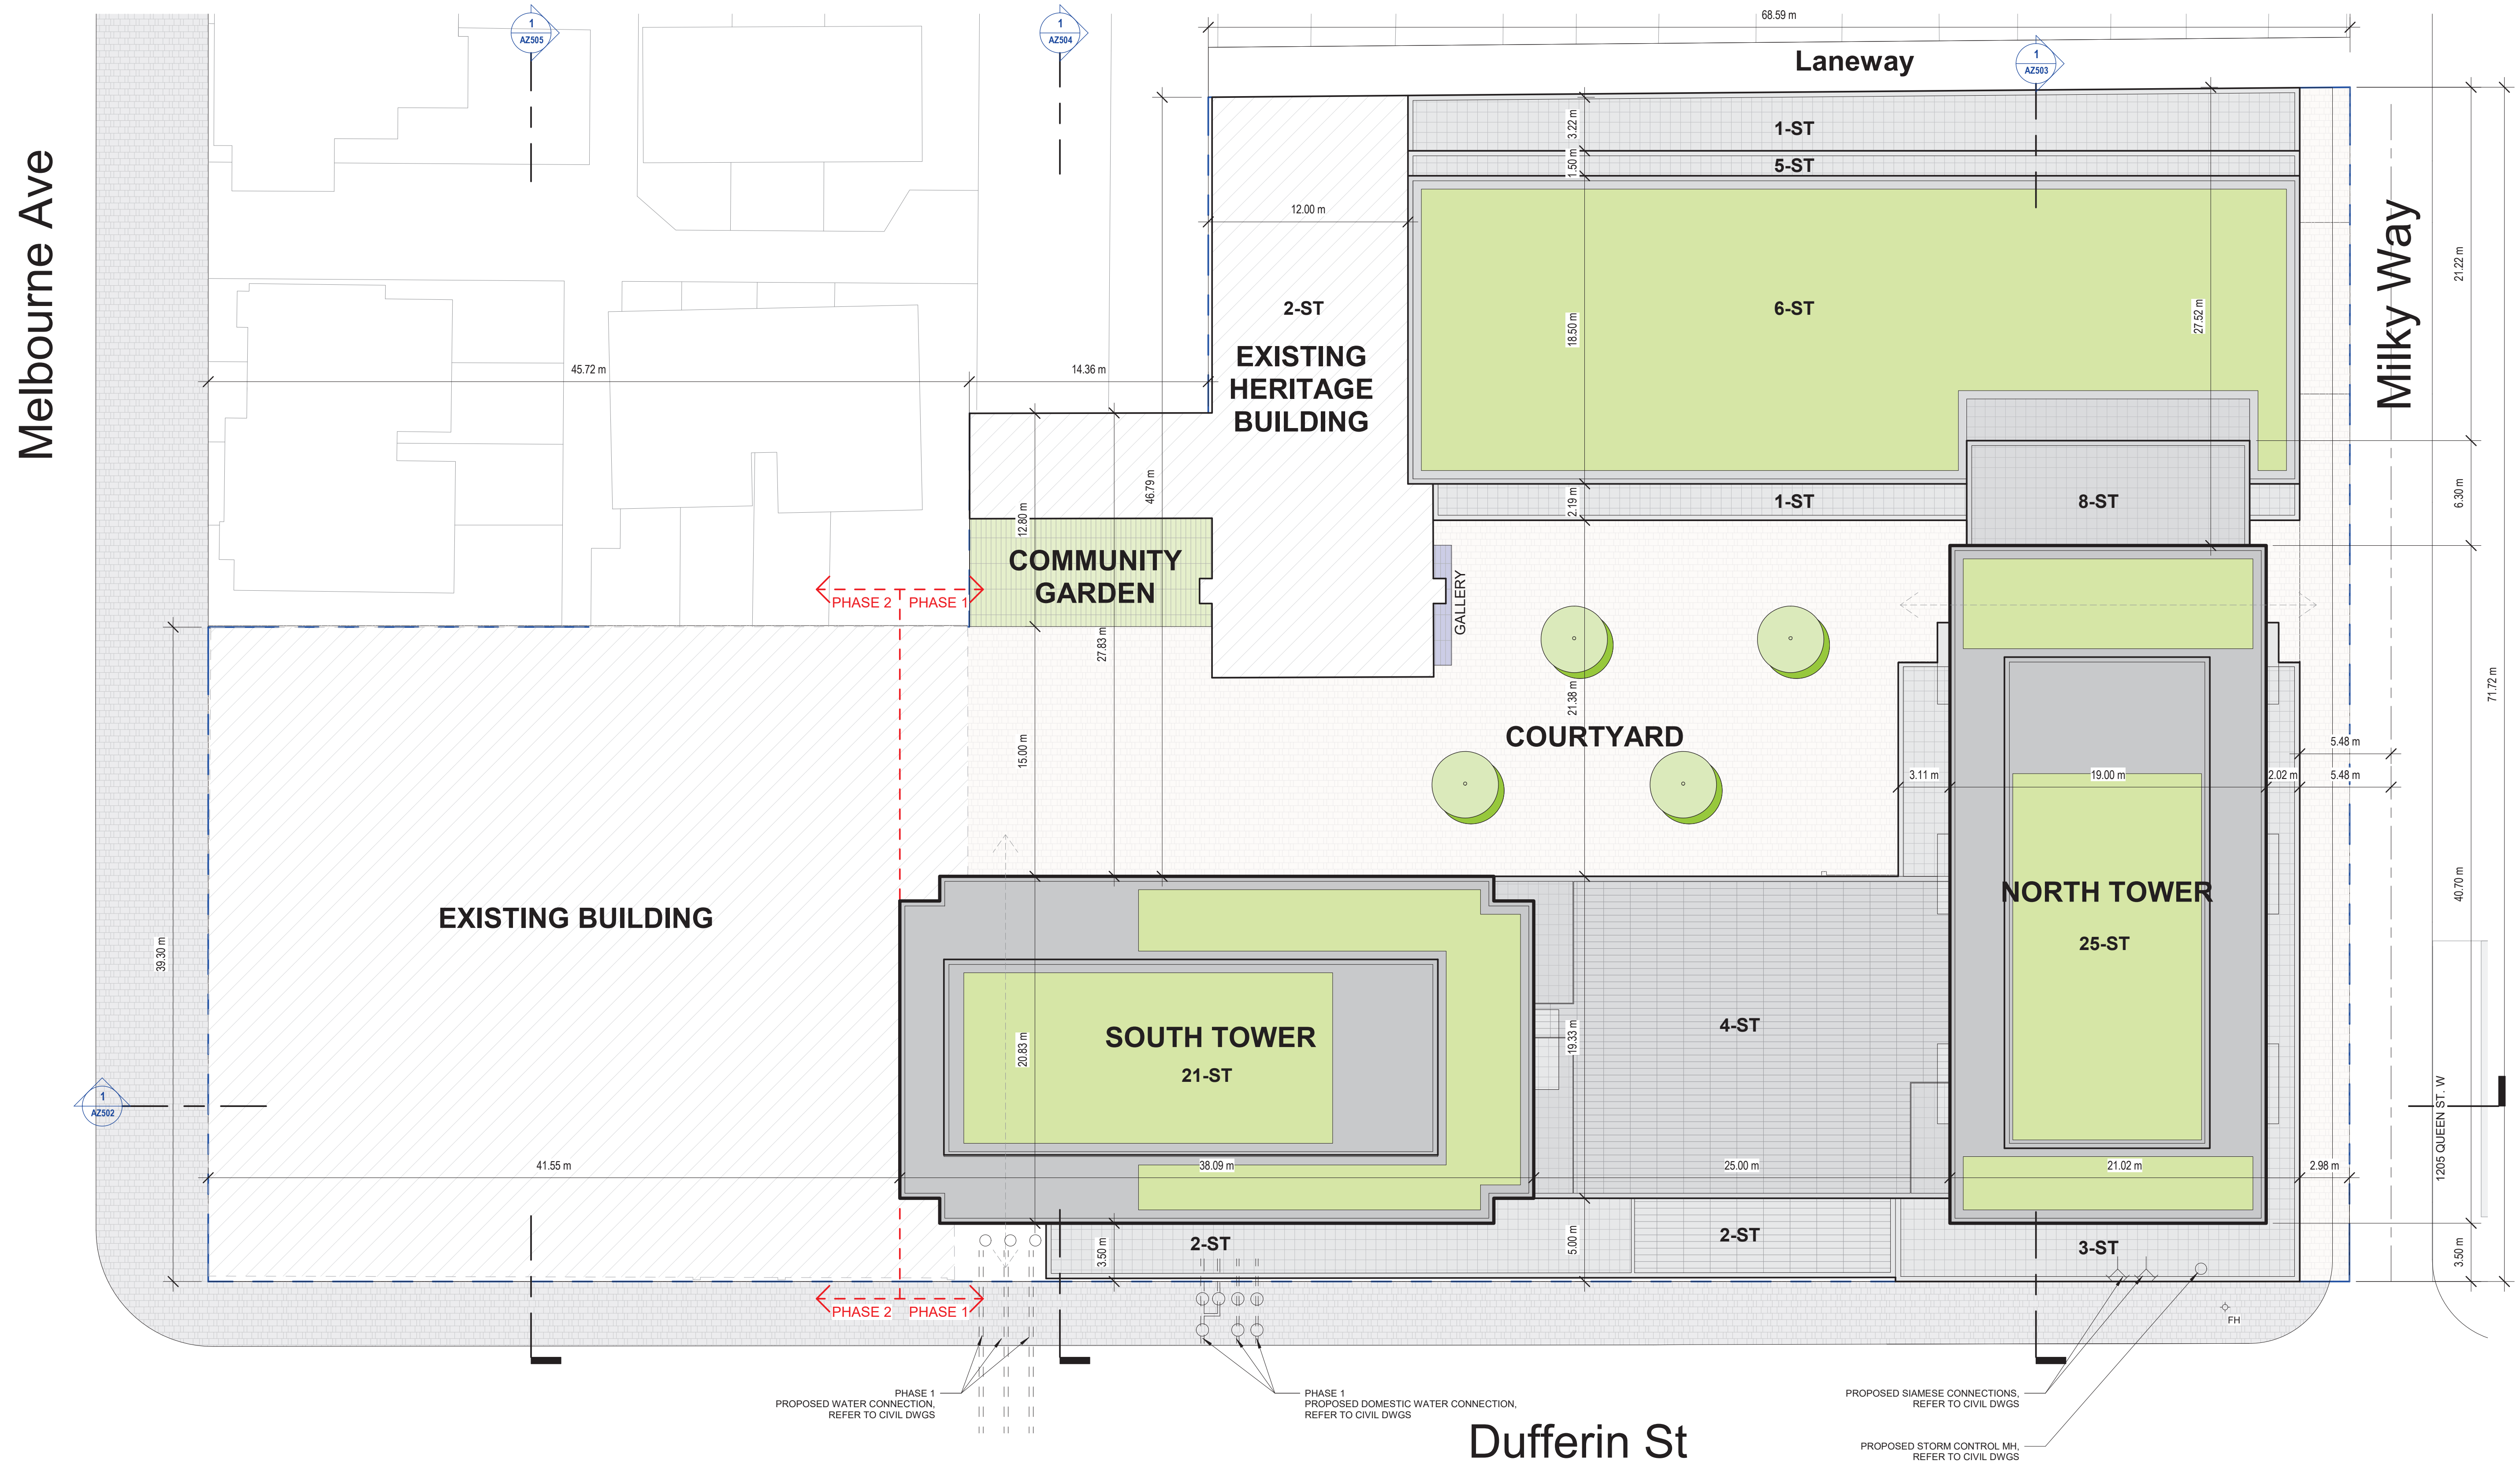 1
AZ505
1
AZ504
68.59 m
Laneway
1
AZ503
Melbourne Ave
Milky Way
3.22 m
1-ST
1.50 m
5-ST
12.00 m
21.22 m
2-ST
6-ST
27.52 m
18.50 m
EXISTING
HERITAGE
BUILDING
45.72 m
14.36 m
46.79 m
2.19 m
1-ST
8-ST
6.30 m
12.80 m
COMMUNITY
GARDEN
GALLERY
PHASE 2
PHASE 1
27.83 m
21.38 m
71.72 m
COURTYARD
15.00 m
5.48 m
3.11 m
19.00 m
2.02 m
5.48 m
EXISTING BUILDING
39.30 m
NORTH TOWER
25-ST
40.70 m
SOUTH TOWER
21-ST
20.83 m
19.33 m
4-ST
1
AZ502
1205 QUEEN ST. W
41.55 m
38.09 m
25.00 m
21.02 m
2.98 m
3.50 m
2-ST
5.00 m
2-ST
3-ST
3.50 m
PHASE 2
PHASE 1
FH
PHASE 1
PROPOSED WATER CONNECTION,
REFER TO CIVIL DWGS
PHASE 1
PROPOSED DOMESTIC WATER CONNECTION,
REFER TO CIVIL DWGS
PROPOSED SIAMESE CONNECTIONS,
REFER TO CIVIL DWGS
Dufferin St
PROPOSED STORM CONTROL MH,
REFER TO CIVIL DWGS